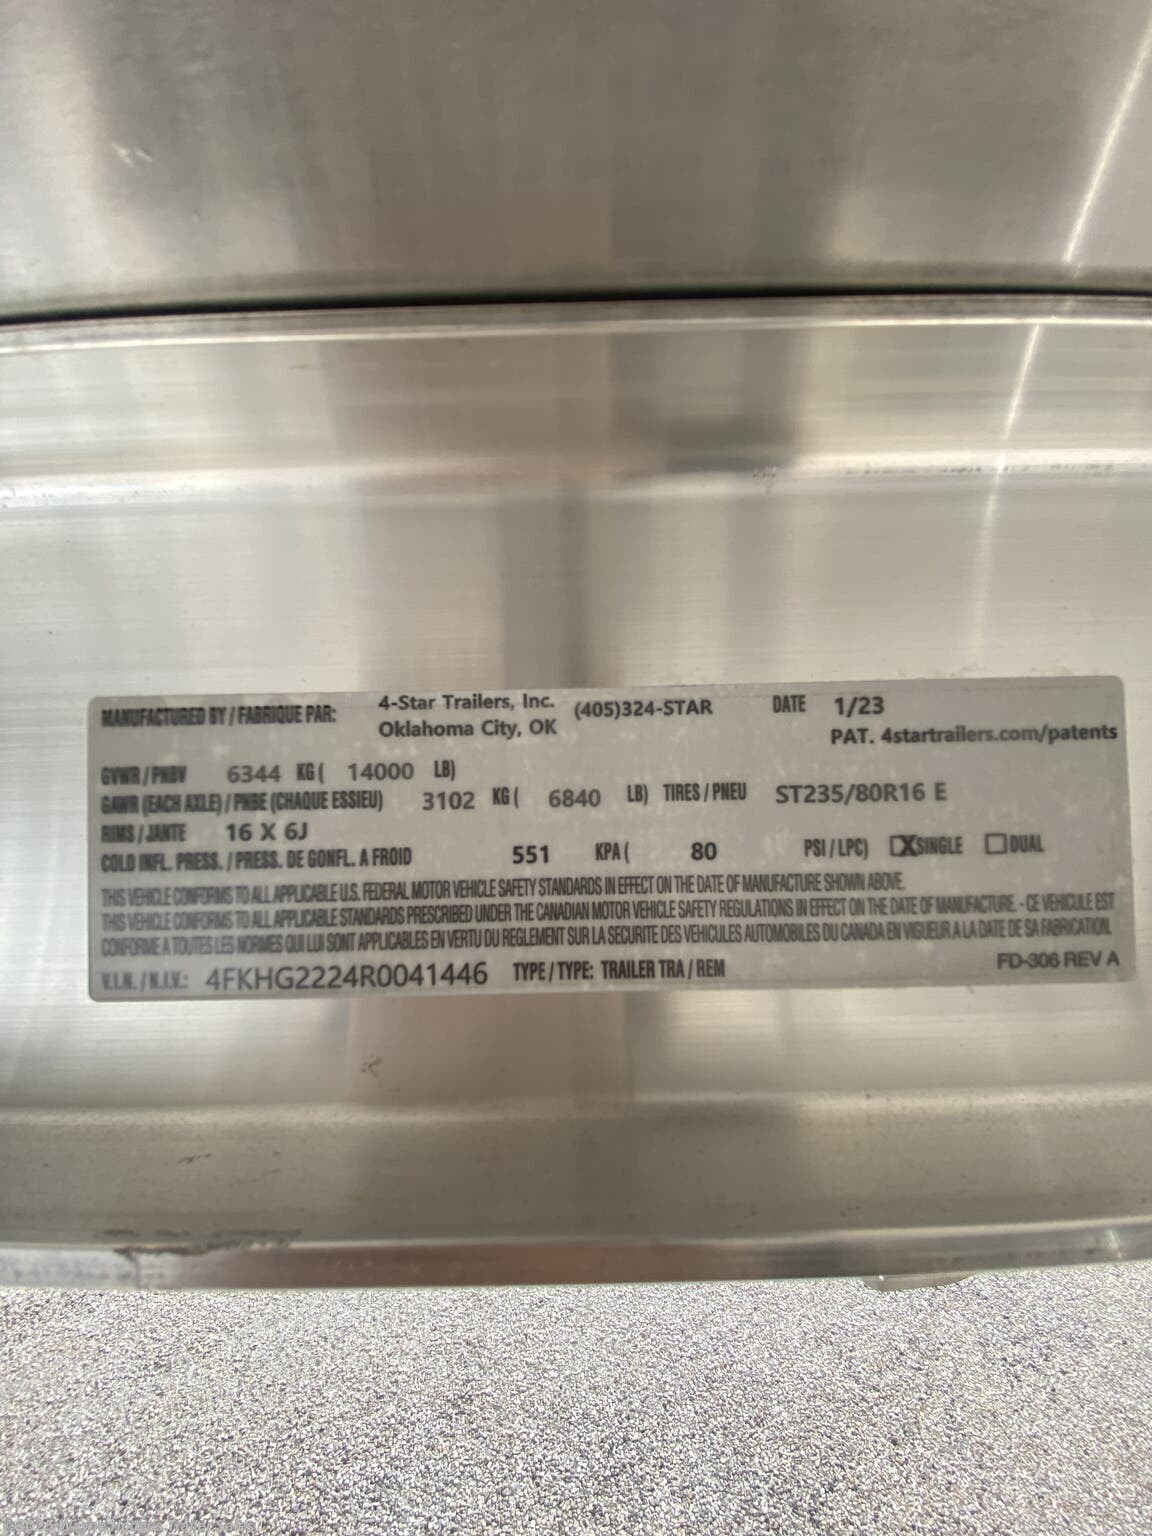 MANUFACTURED BY / FABRIQUE PAR: 4-Star Trailers, Inc. (405)324-STAR DATE 1/23
Oklahoma City, OK PAT. 4startrailers.com/patents
GVWR / PNBV 6344 KG ( 14000 LB)
GAWR (EACH AXLE) / PNBE (CHAQUE ESSIEU) 3102 KG ( 6840 LB) TIRES / PNEU ST235/80R16 E
RIMS / JANTE 16 X 6J
COLD INFL. PRESS. / PRESS. DE GONFL. A FROID 551 KPA ( 80 PSI / LPC) X SINGLE DUAL
THIS VEHICLE CONFORMS TO ALL APPLICABLE U.S. FEDERAL MOTOR VEHICLE SAFETY STANDARDS IN EFFECT ON THE DATE OF MANUFACTURE SHOWN ABOVE.
THIS VEHICLE CONFORMS TO ALL APPLICABLE STANDARDS PRESCRIBED UNDER THE CANADIAN MOTOR VEHICLE SAFETY REGULATIONS IN EFFECT ON THE DATE OF MANUFACTURE. - CE VEHICULE EST
CONFORME A TOUTES LES NORMES QUI LUI SONT APPLICABLES EN VERTU DU REGLEMENT SUR LA SECURITE DES VEHICULES AUTOMOBILES DU CANADA EN VIGUEUR A LA DATE DE SA FABRICATION.
V.I.N. / N.I.V.: 4FKHG2224R0041446 TYPE / TYPE: TRAILER TRA / REM FD-306 REV A